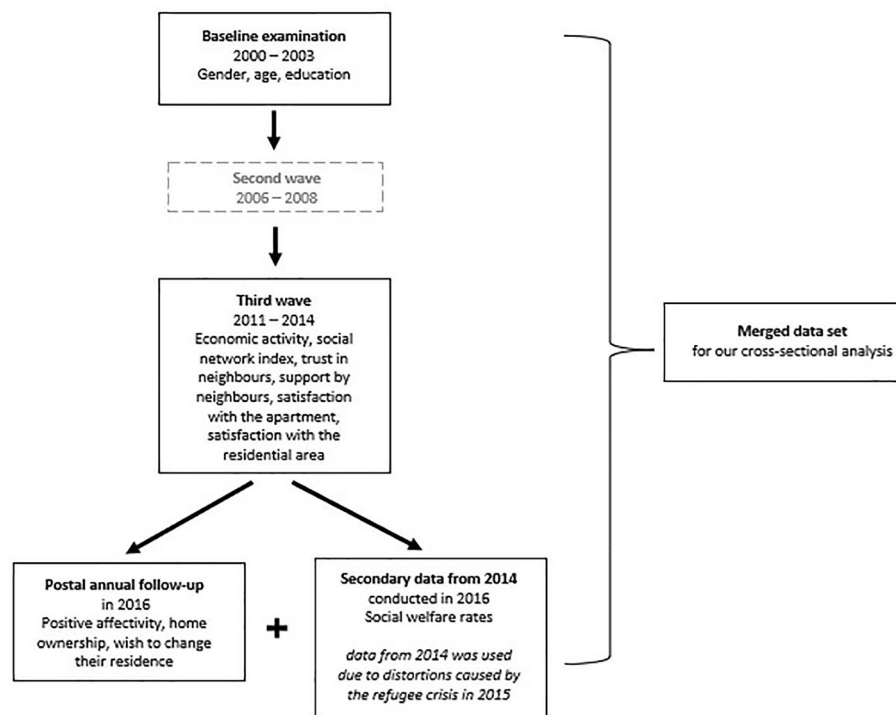 Baseline examination
2000 – 2003
Gender, age, education
Second wave
2006 – 2008
Third wave
2011 – 2014
Economic activity, social
network index, trust in
neighbours, support by
neighbours, satisfaction
with the apartment,
satisfaction with the
residential area
Postal annual follow-up
in 2016
Positive affectivity, home
ownership, wish to change
their residence
+
Secondary data from 2014
conducted in 2016
Social welfare rates
data from 2014 was used
due to distortions caused by
the refugee crisis in 2015
Merged data set
for our cross-sectional analysis